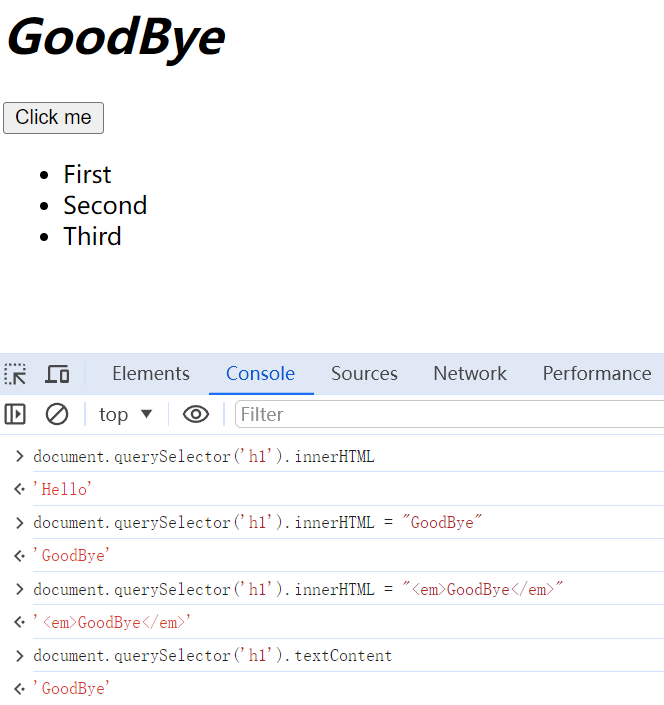 GoodBye
Click me
First
Second
Third
Elements Console Sources Network Performance
top Filter
document.querySelector('h1').innerHTML
'Hello'
document.querySelector('h1').innerHTML = "GoodBye"
'GoodBye'
document.querySelector('h1').innerHTML = "<em>GoodBye</em>"
'<em>GoodBye</em>'
document.querySelector('h1').textContent
'GoodBye'